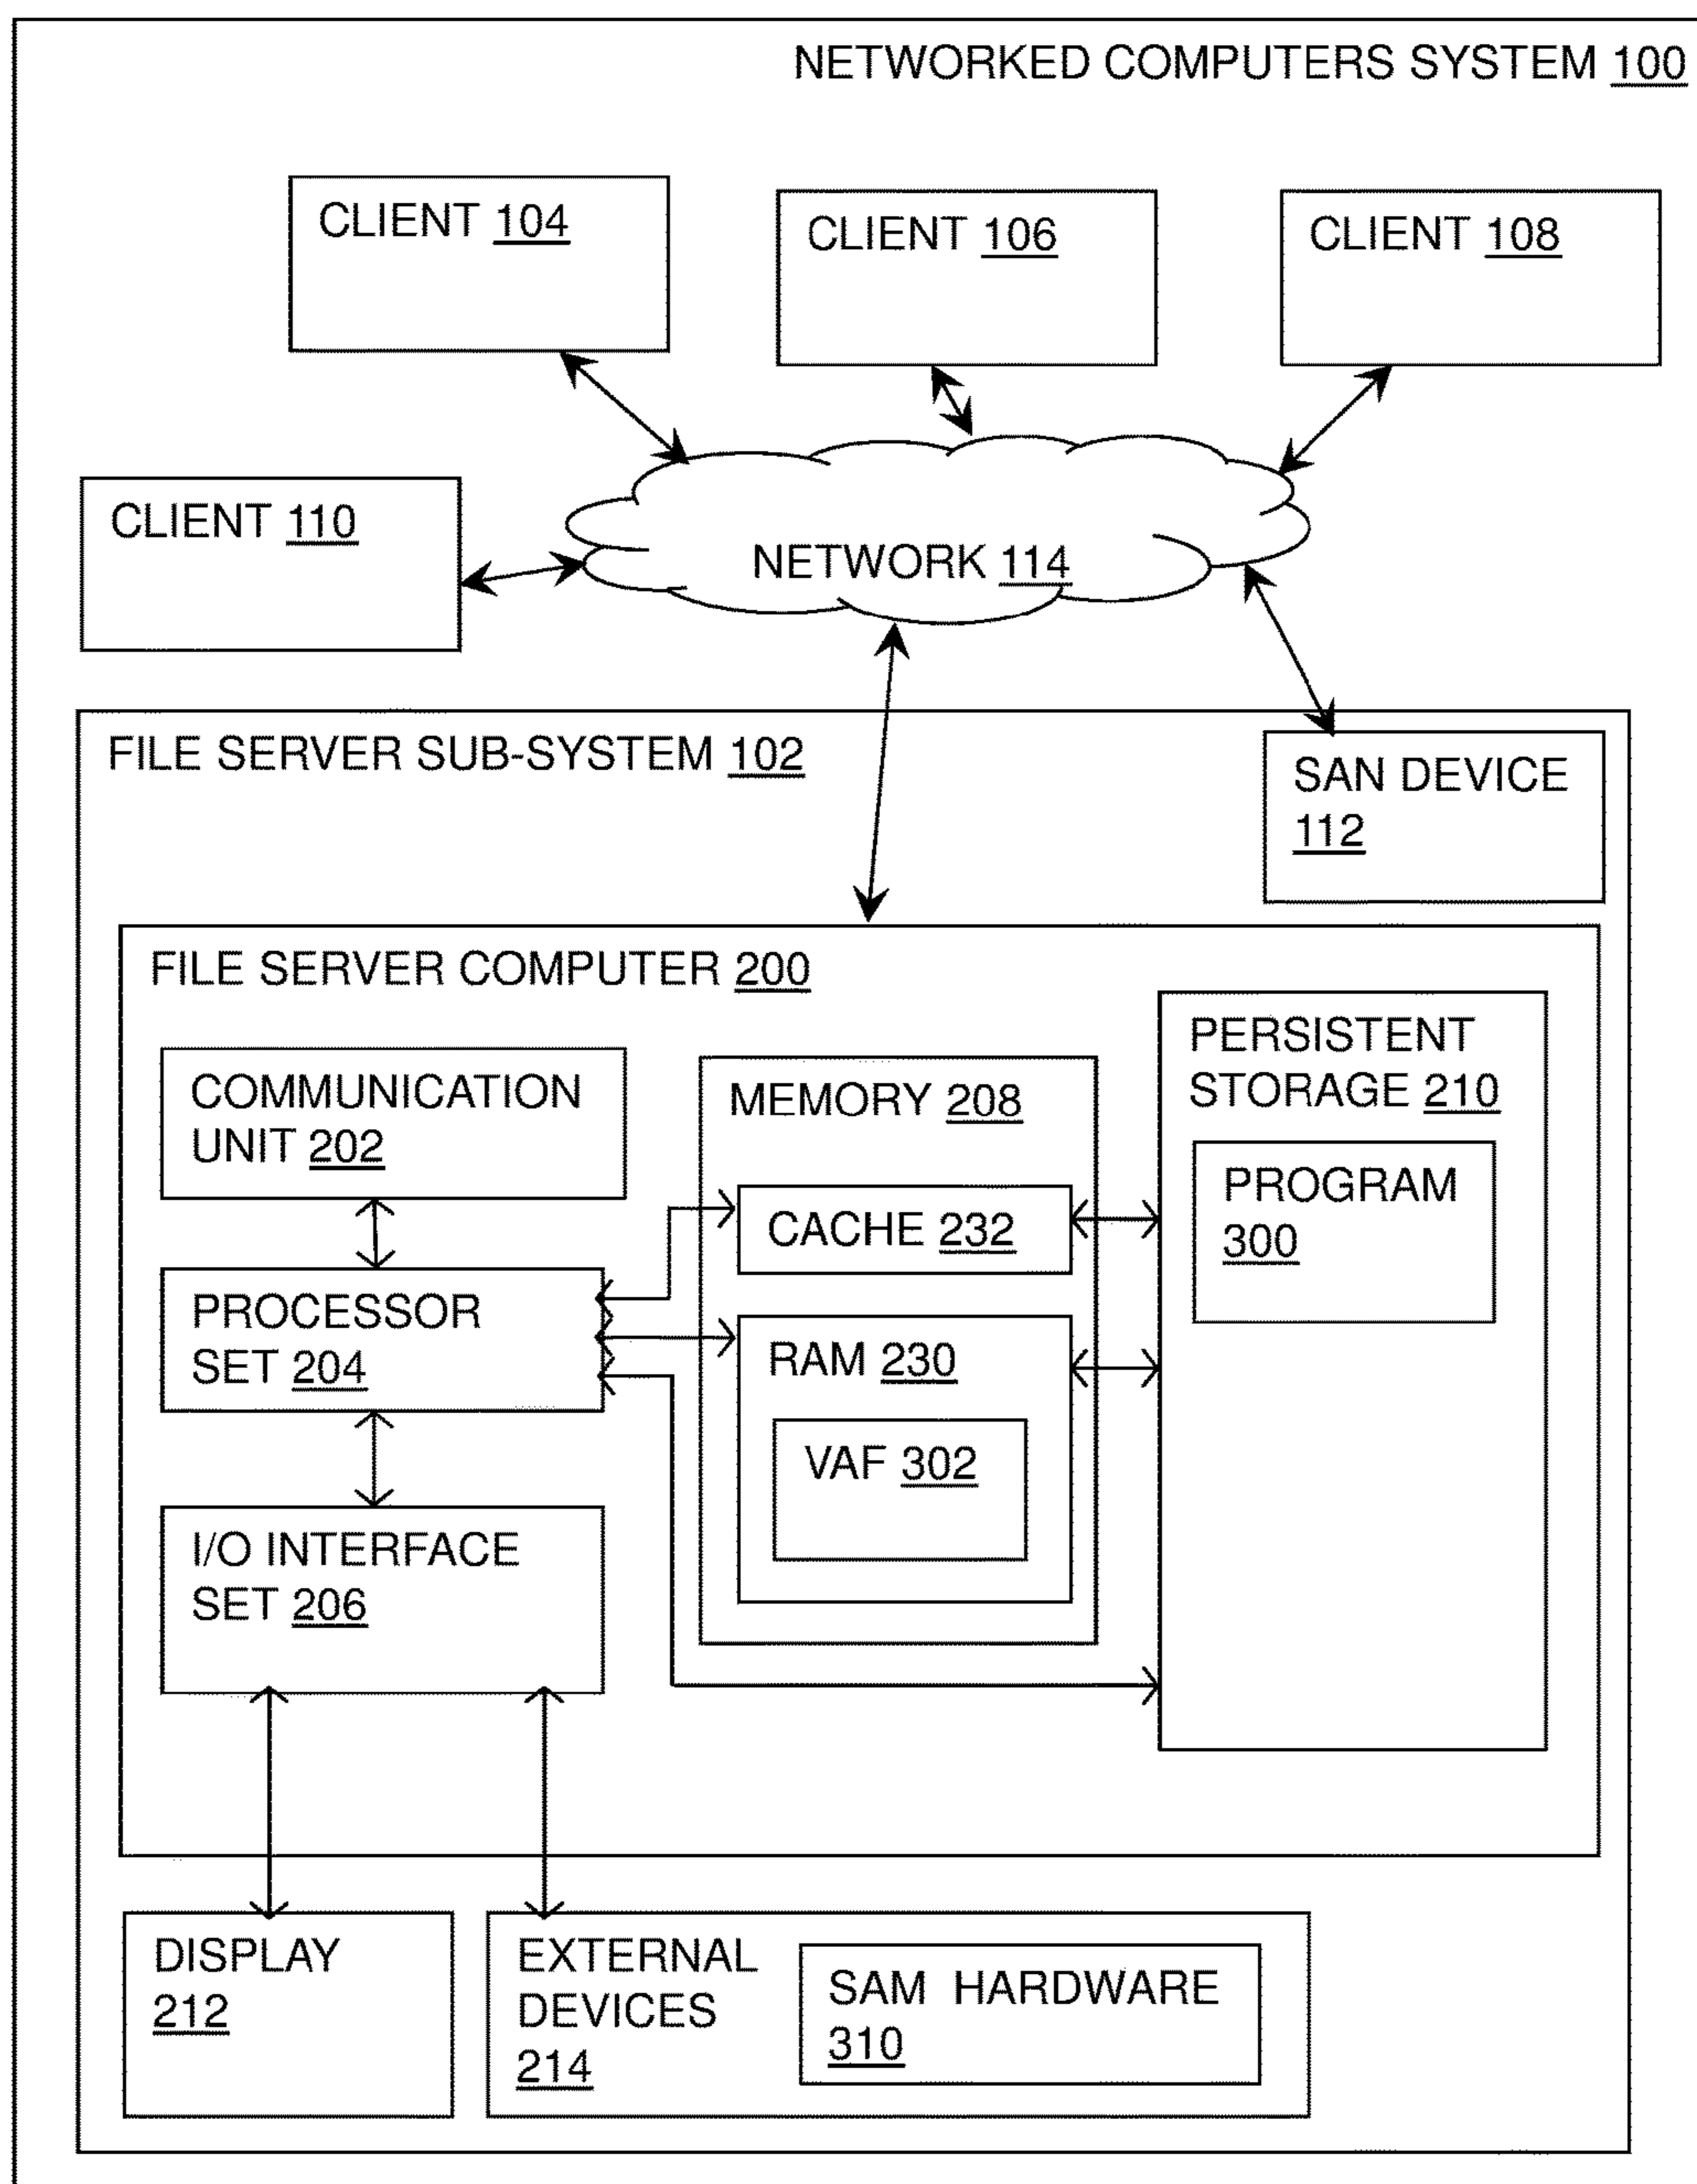 NETWORKED COMPUTERS SYSTEM 100
CLIENT 104
CLIENT 106
CLIENT 108
CLIENT 110
NETWORK 114
FILE SERVER SUB-SYSTEM 102
SAN DEVICE
112
FILE SERVER COMPUTER 200
COMMUNICATION
UNIT 202
PROCESSOR
SET 204
I/O INTERFACE
SET 206
MEMORY 208
CACHE 232
RAM 230
VAF 302
PERSISTENT
STORAGE 210
PROGRAM
300
DISPLAY
212
EXTERNAL
DEVICES
214
SAM HARDWARE
310